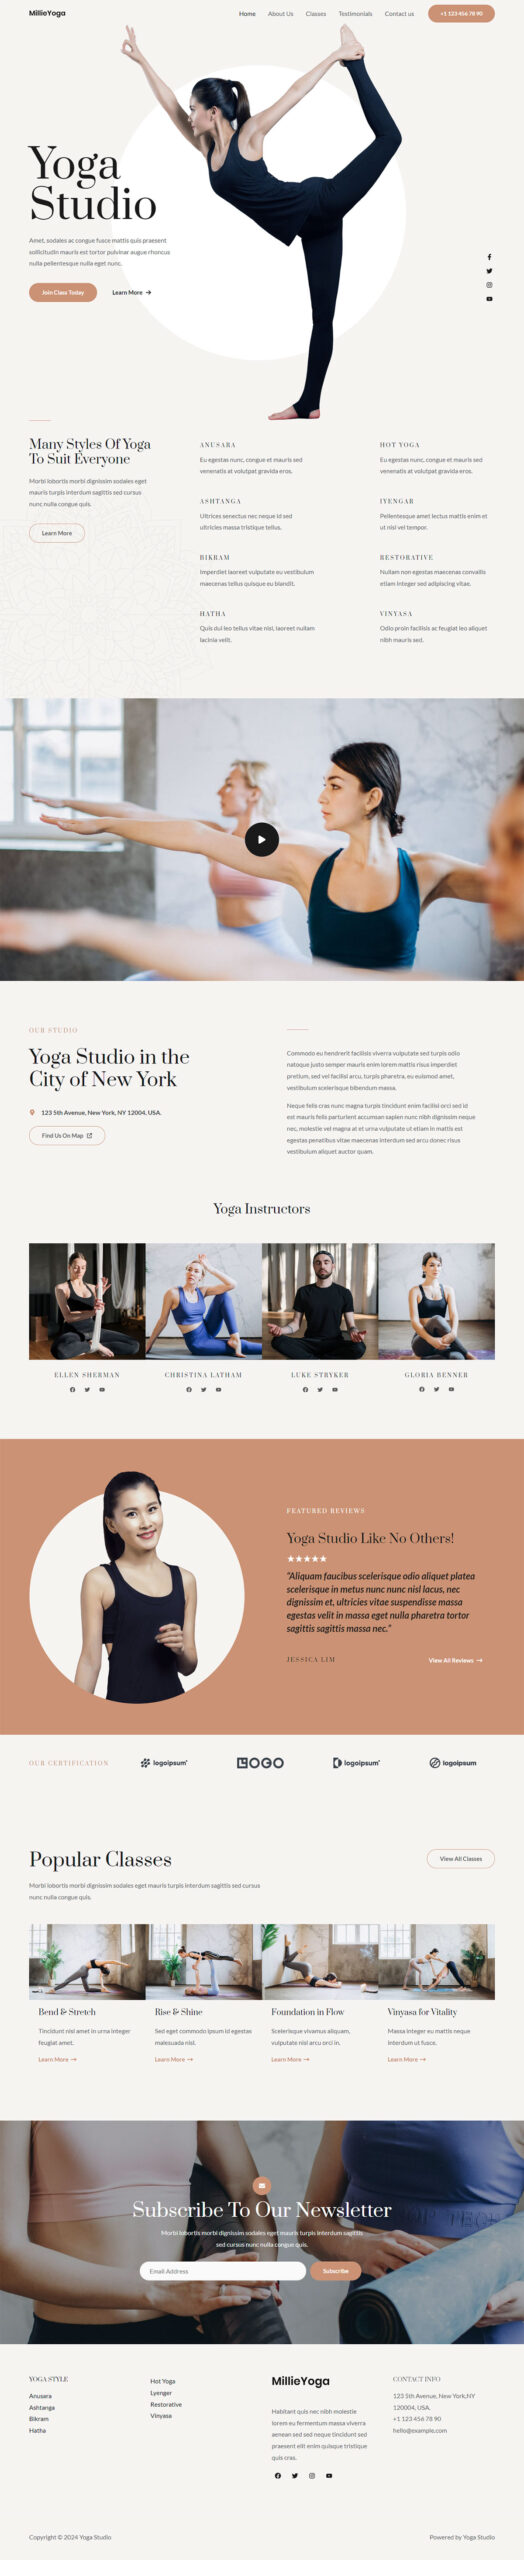 MillieYoga
Home About Us Classes Testimonials Contact us +1 123 456 78 90
Yoga
Studio
Amet, sodales ac congue fusce mattis quis praesent
sollicitudin mauris est tortor pulvinar augue rhoncus
nulla pellentesque nulla eget nunc.
Join Class Today Learn More
Many Styles Of Yoga
To Suit Everyone
Morbi lobortis morbi dignissim sodales eget
mauris turpis interdum sagittis sed cursus
nunc nulla congue quis.
Learn More
ANUSARA
Eu egestas nunc, congue et mauris sed
venenatis at volutpat gravida eros.
HOT YOGA
Eu egestas nunc, congue et mauris sed
venenatis at volutpat gravida eros.
ASHTANGA
Ultrices senectus nec neque id sed
ultricies massa tristique tellus.
IYENGAR
Pellentesque amet lectus mattis enim et
ut nisi vel tempor.
BIKRAM
Imperdiet laoreet vulputate eu vestibulum
maecenas tellus quisque eu blandit.
RESTORATIVE
Nullam non egestas maecenas convallis
etiam integer sed adipiscing vitae.
HATHA
Quis dui leo tellus vitae nisi, laoreet nullam
lacinia velit.
VINYASA
Odio proin facilisis ac feugiat leo aliquet
nibh mauris sed.
OUR STUDIO
Yoga Studio in the
City of New York
123 5th Avenue, New York, NY 12004, USA.
Find Us On Map
Commodo eu hendrerit facilisis viverra vulputate sed turpis odio
natoque justo semper mauris enim lorem mattis risus imperdiet
pretium, sed vel facilisi arcu, turpis pharetra, eu euismod amet,
vestibulum scelerisque bibendum massa.
Neque felis cras nunc magna turpis tincidunt enim facilisi orci sed id
est mauris felis parturient accumsan sapien nunc nibh dignissim neque
nec, molestie vel magna at et urna vulputate ut etiam in mattis est
egestas penatibus vitae maecenas interdum sed arcu donec risus
vestibulum aliquet auctor quam.
Yoga Instructors
ELLEN SHERMAN
CHRISTINA LATHAM
LUKE STRYKER
GLORIA BENNER
FEATURED REVIEWS
Yoga Studio Like No Others!
“Aliquam faucibus scelerisque odio aliquet platea
scelerisque in metus nunc nunc nisl lacus, nec
dignissim et, ultricies vitae suspendisse massa
egestas velit in massa eget nulla pharetra tortor
sagittis sagittis massa nec.”
JESSICA LIM
View All Reviews
OUR CERTIFICATION
logoipsum
LOGO
logoipsum
logoipsum
Popular Classes
View All Classes
Morbi lobortis morbi dignissim sodales eget mauris turpis interdum sagittis sed cursus
nunc nulla congue quis.
Bend & Stretch
Tincidunt nisl amet in urna integer
feugiat amet.
Learn More
Rise & Shine
Sed eget commodo ipsum id egestas
malesuada nisl.
Learn More
Foundation in Flow
Scelerisque vivamus aliquam,
vulputate nisl arcu orci in.
Learn More
Vinyasa for Vitality
Massa integer eu mattis neque
interdum ut fusce.
Learn More
Subscribe To Our Newsletter
Morbi lobortis morbi dignissim sodales eget mauris turpis interdum sagittis
sed cursus nunc nulla congue quis.
Email Address Subscribe
YOGA STYLE
Anusara
Ashtanga
Bikram
Hatha
Hot Yoga
Lyenger
Restorative
Vinyasa
MillieYoga
Habitant quis nec nibh molestie
lorem eu fermentum massa viverra
aenean sed sed neque tincidunt sed
praesent elit enim quisque tristique
quis cras.
CONTACT INFO
123 5th Avenue, New York,NY
120004, USA.
+1 123 456 78 90
hello@example.com
Copyright © 2024 Yoga Studio
Powered by Yoga Studio